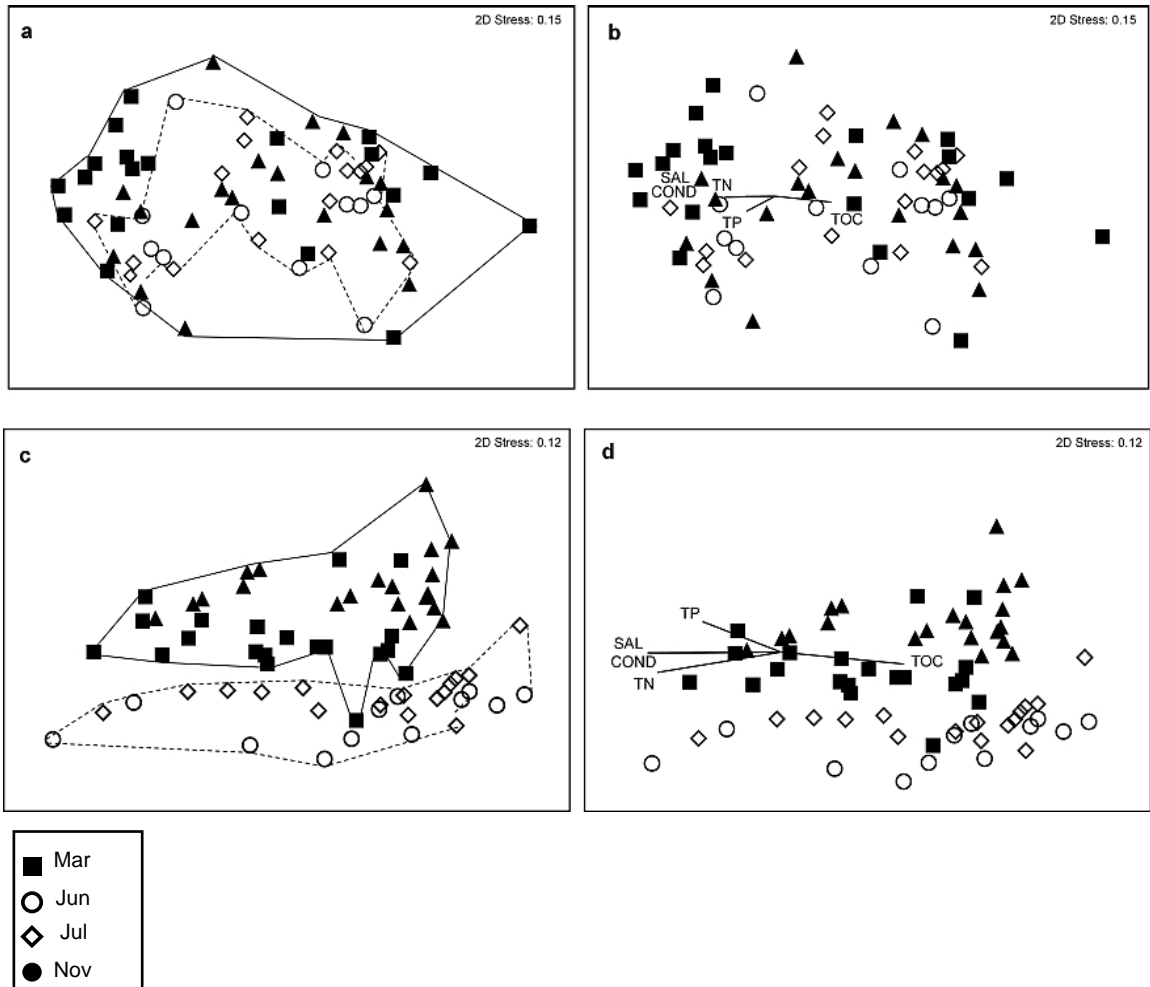 a
2D Stress: 0.15
b
2D Stress: 0.15
SAL
COND
TN
TP
TOC
c
2D Stress: 0.12
d
2D Stress: 0.12
TP
SAL
COND
TN
TOC
Mar
Jun
Jul
Nov